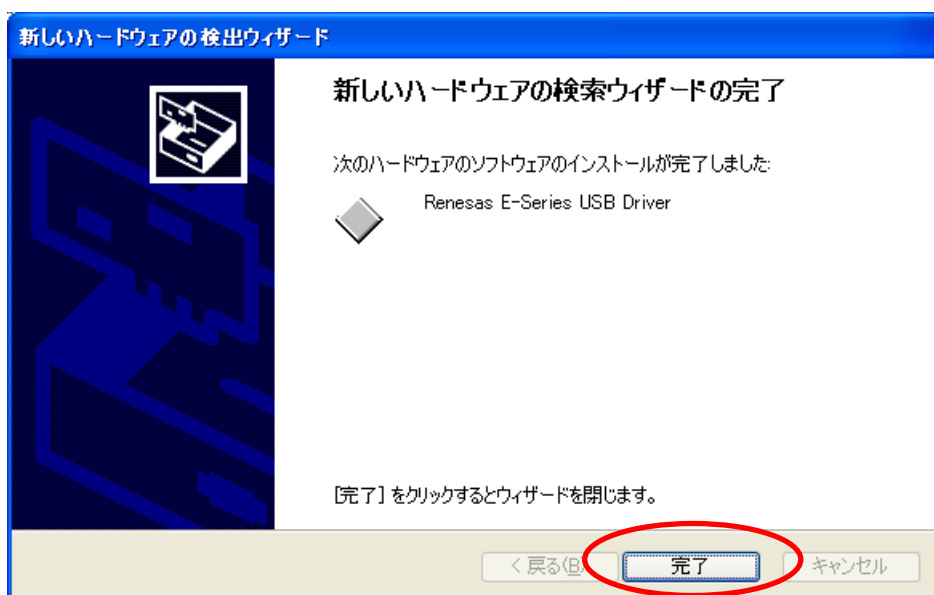 新しいハードウェアの検出ウィザード
新しいハードウェアの検索ウィザードの完了
次のハードウェアのソフトウェアのインストールが完了しました:
Renesas E-Series USB Driver
[完了] をクリックするとウィザードを閉じます。
< 戻る(B) 完了 キャンセル